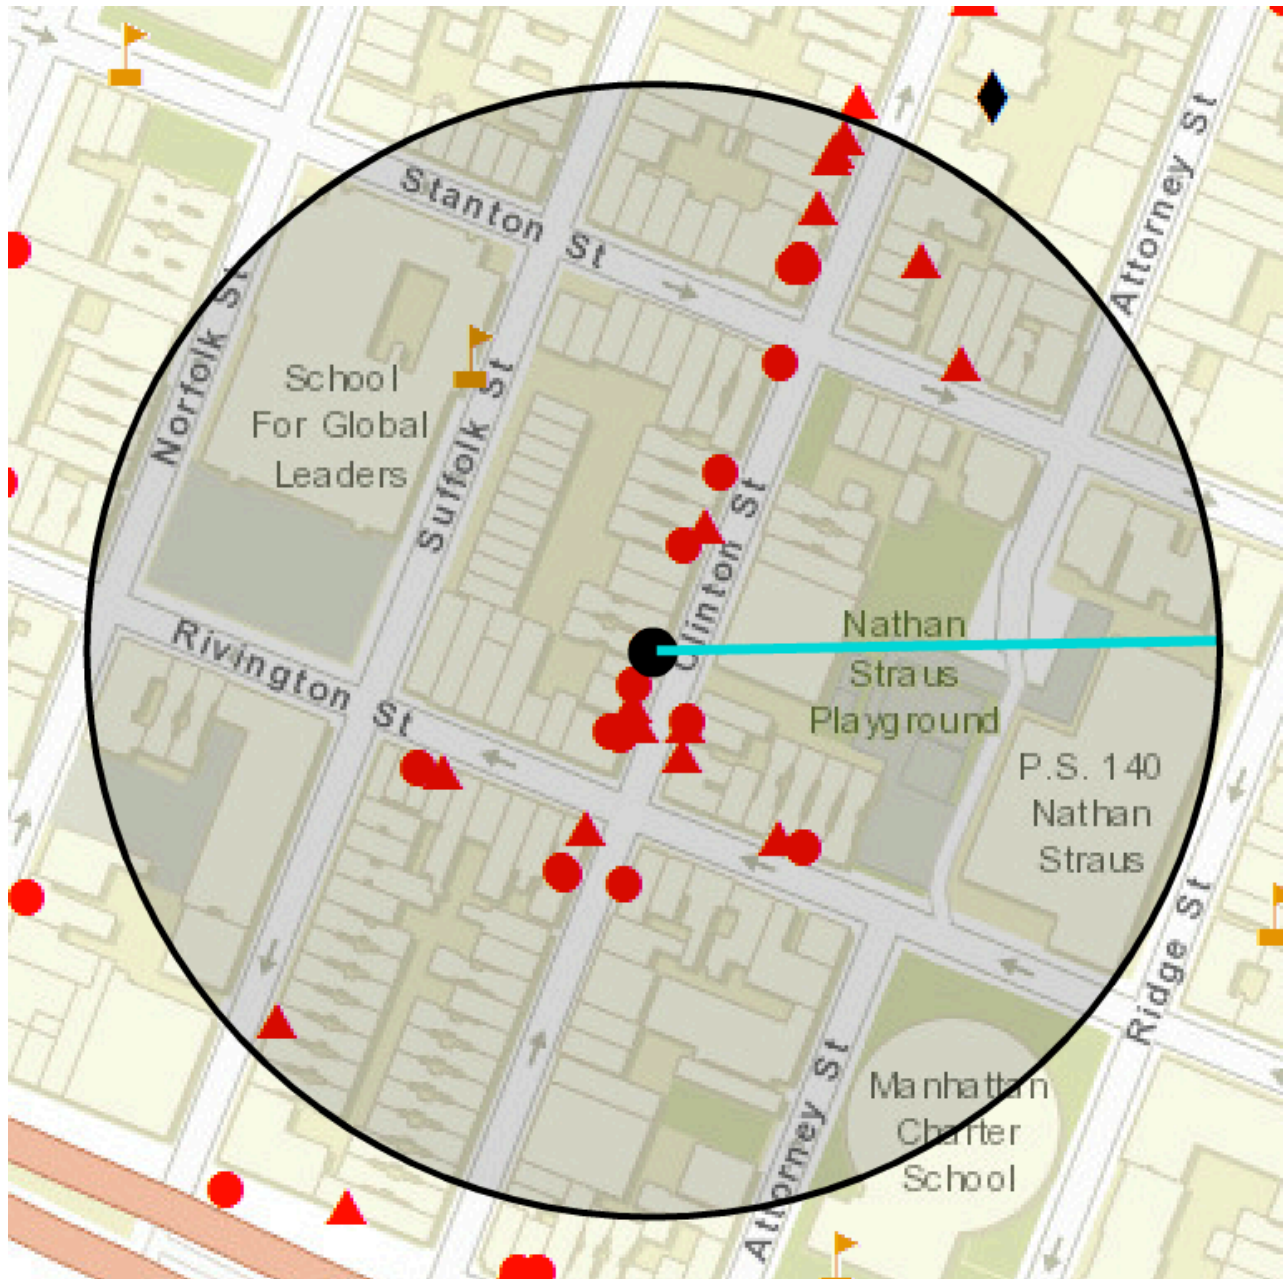 Attorney St
Stanton St
Norfolk St
School
For Global
Leaders
Suffolk St
Clinton St
Nathan
Straus
Playground
Rivington St
P.S. 140
Nathan
Straus
Ridge St
Attorney St
Manhattan
Charter
School